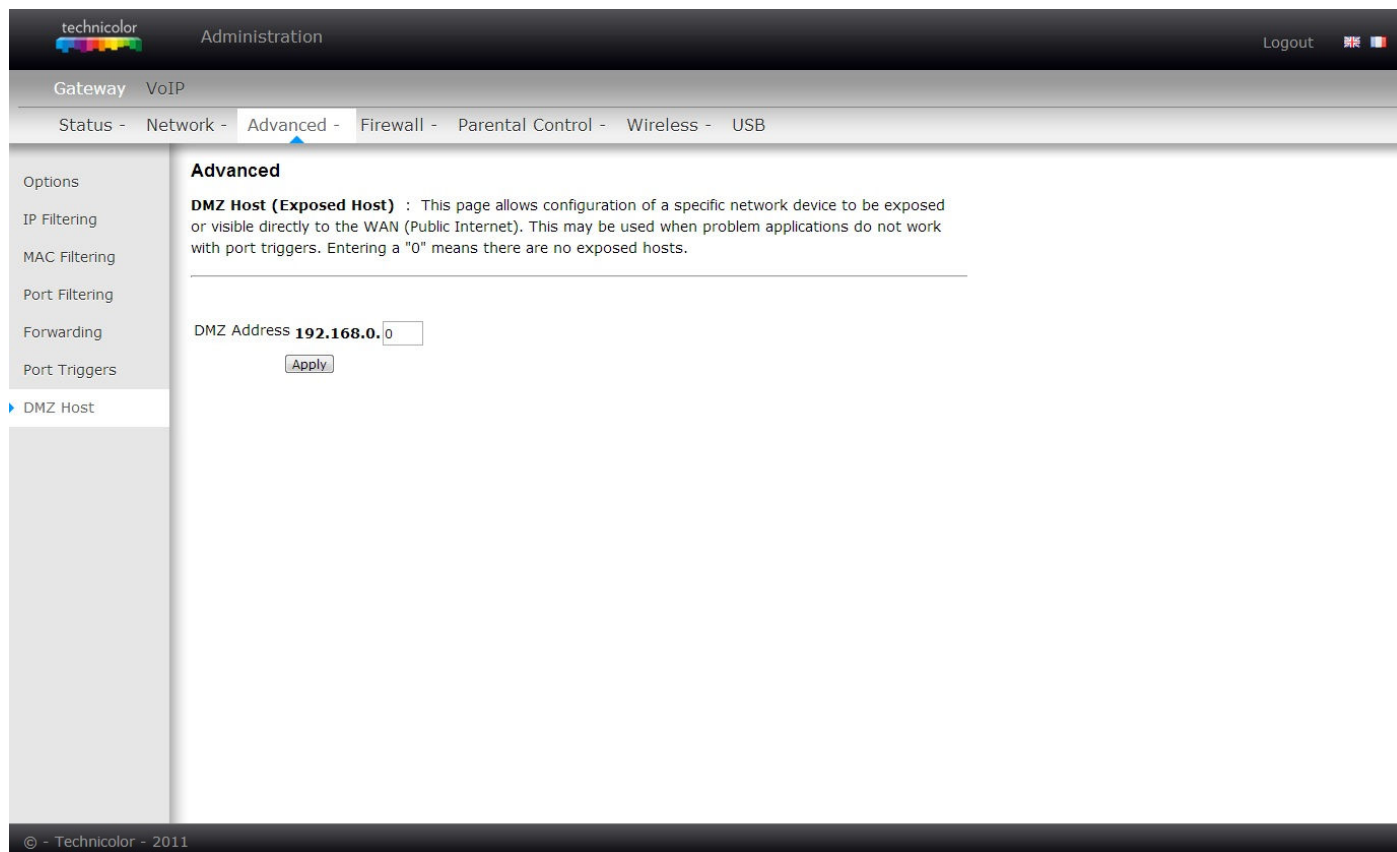 technicolor
Administration
Logout
Gateway VoIP
Status - Network - Advanced - Firewall - Parental Control - Wireless - USB
Options
IP Filtering
MAC Filtering
Port Filtering
Forwarding
Port Triggers
DMZ Host
Advanced
DMZ Host (Exposed Host) : This page allows configuration of a specific network device to be exposed
or visible directly to the WAN (Public Internet). This may be used when problem applications do not work
with port triggers. Entering a "0" means there are no exposed hosts.
DMZ Address 192.168.0. 0
Apply
© - Technicolor - 2011